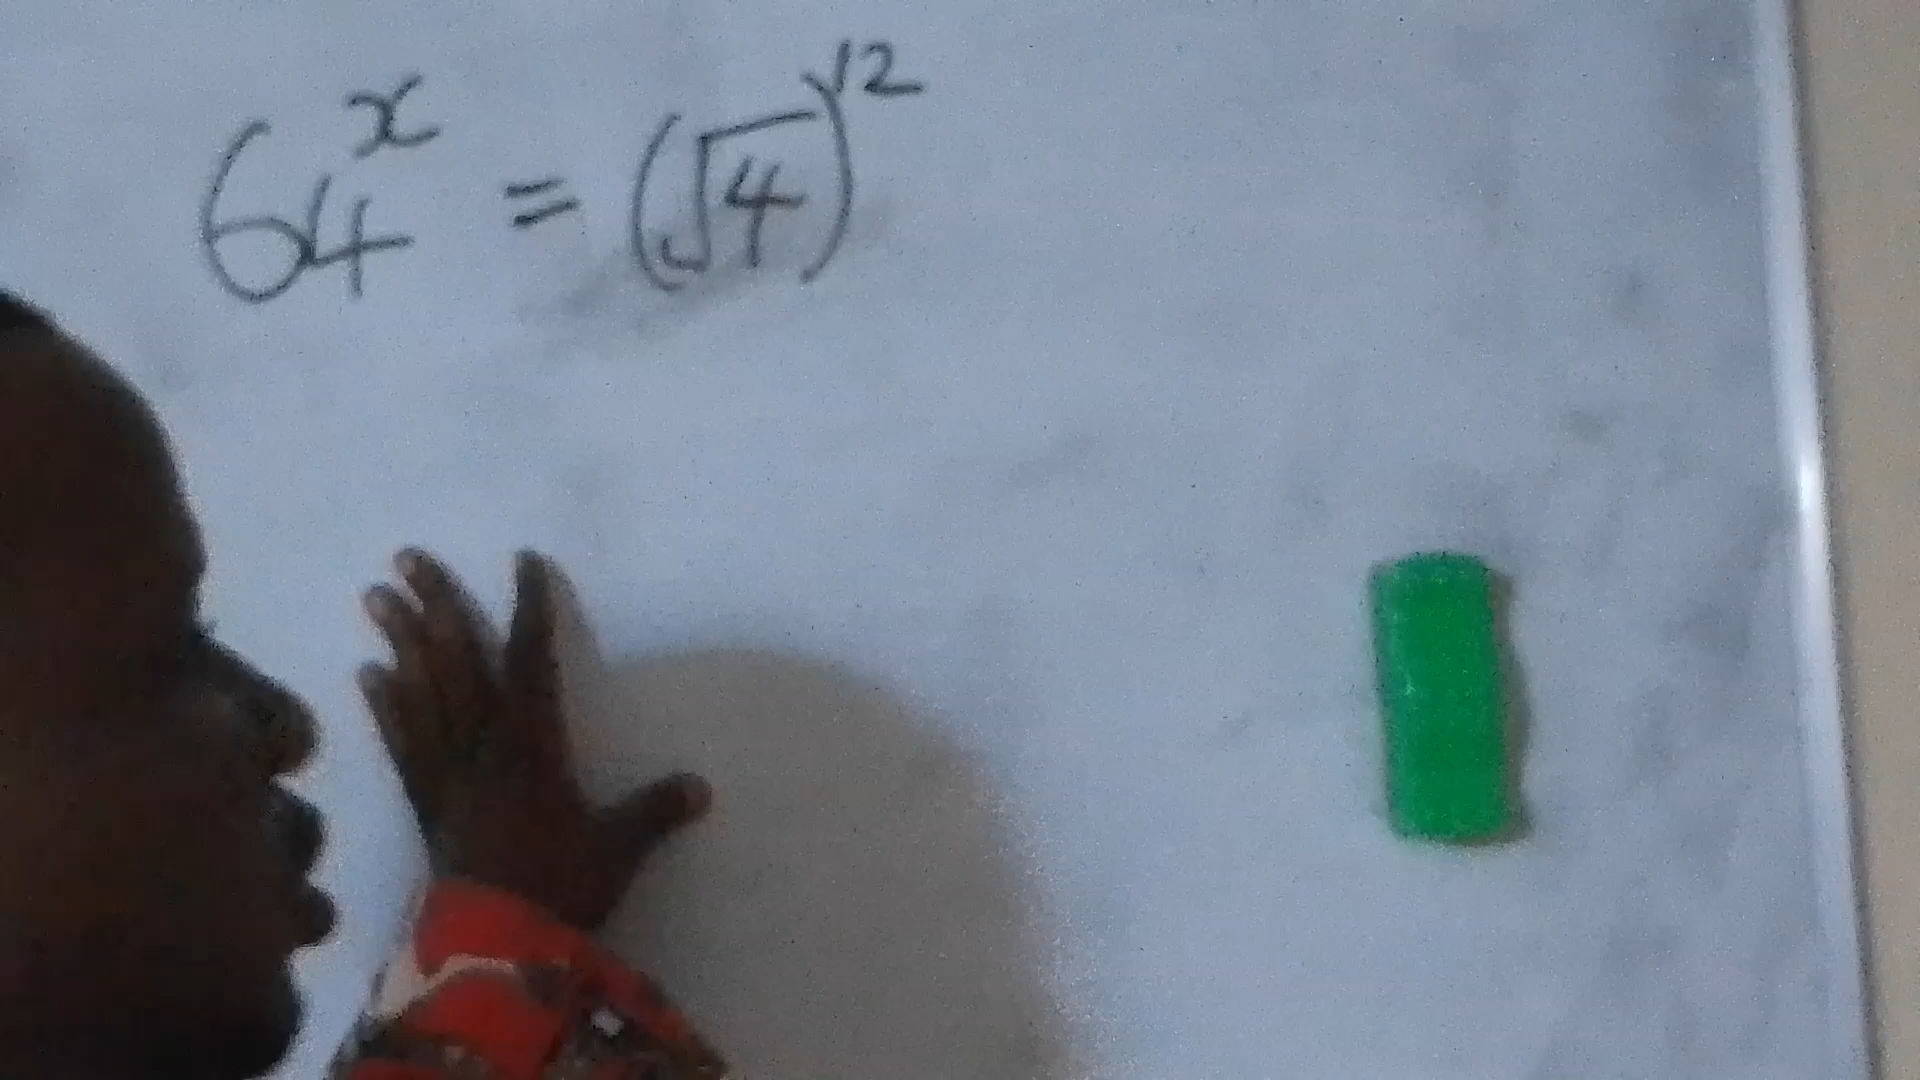 64^x = (√4)^12